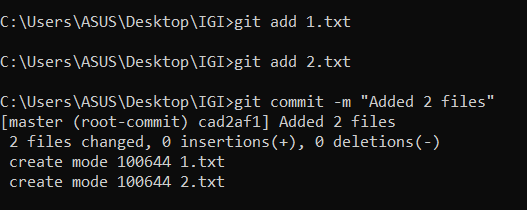 C:\Users\ASUS\Desktop\IGI>git add 1.txt
C:\Users\ASUS\Desktop\IGI>git add 2.txt
C:\Users\ASUS\Desktop\IGI>git commit -m "Added 2 files"
[master (root-commit) cad2af1] Added 2 files
 2 files changed, 0 insertions(+), 0 deletions(-)
 create mode 100644 1.txt
 create mode 100644 2.txt